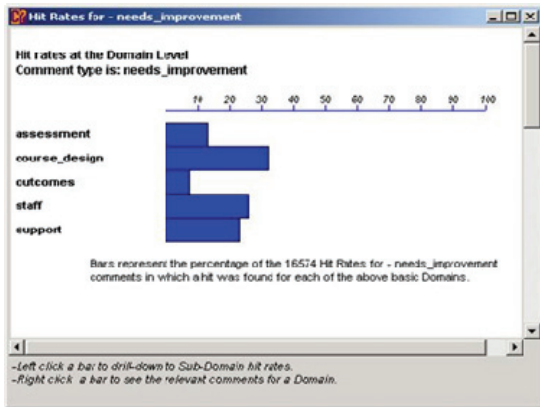 Hit Rates for - needs_improvement
Hit rates at the Domain Level
Comment type is: needs_improvement
10 20 30 40 50 60 70 80 90 100
assessment
course_design
outcomes
staff
support
Bars represent the percentage of the 16574 Hit Rates for - needs_improvement
comments in which a hit was found for each of the above basic Domains.
-Left click a bar to drill-down to Sub-Domain hit rates.
-Right click a bar to see the relevant comments for a Domain.